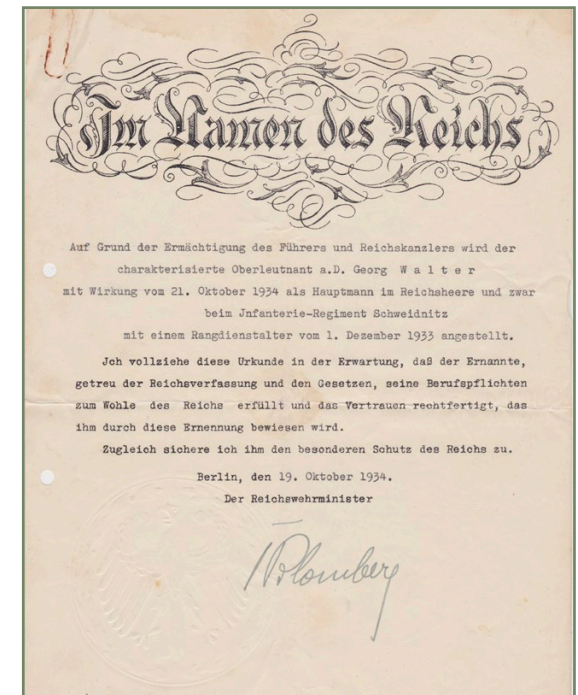 Im Namen des Reichs
Auf Grund der Ermächtigung des Führers und Reichskanzlers wird der
charakterisierte Oberleutnant a.D. Georg W a l t e r
mit Wirkung vom 21. Oktober 1934 als Hauptmann im Reichsheere und zwar
beim Jnfanterie-Regiment Schweidnitz
mit einem Rangdienstalter vom 1. Dezember 1933 angestellt.
Ich vollziehe diese Urkunde in der Erwartung, daß der Ernannte,
getreu der Reichsverfassung und den Gesetzen, seine Berufspflichten
zum Wohle des Reichs erfüllt und das Vertrauen rechtfertigt, das
ihm durch diese Ernennung bewiesen wird.
Zugleich sichere ich ihm den besonderen Schutz des Reichs zu.
Berlin, den 19. Oktober 1934.
Der Reichswehrminister
Blomberg